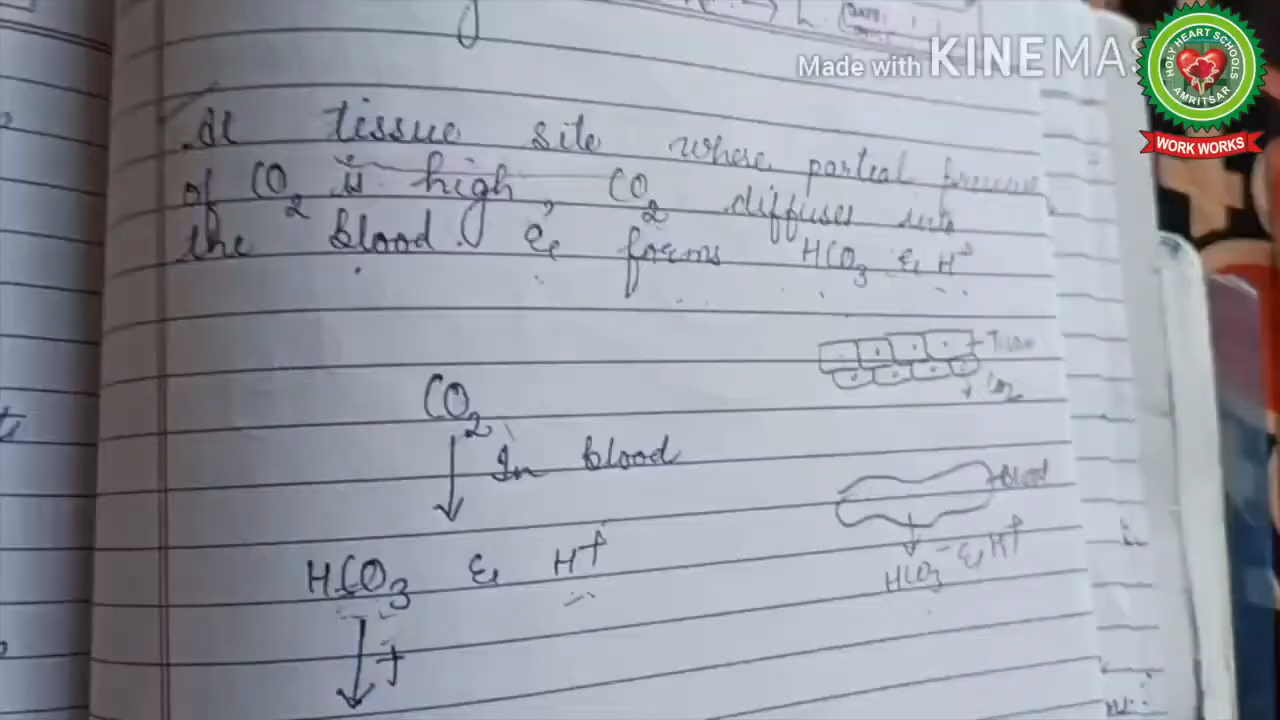 Made with KINEMAS
HOLY HEART SCHOOLS
AMRITSAR
WORK WORKS
At tissue site where partial pressure
of CO2 is high, CO2 diffuses into
the blood & forms HCO3 & H+
Tissue
CO2
CO2
In blood
Blood
HCO3- & H+
HCO3 & H+